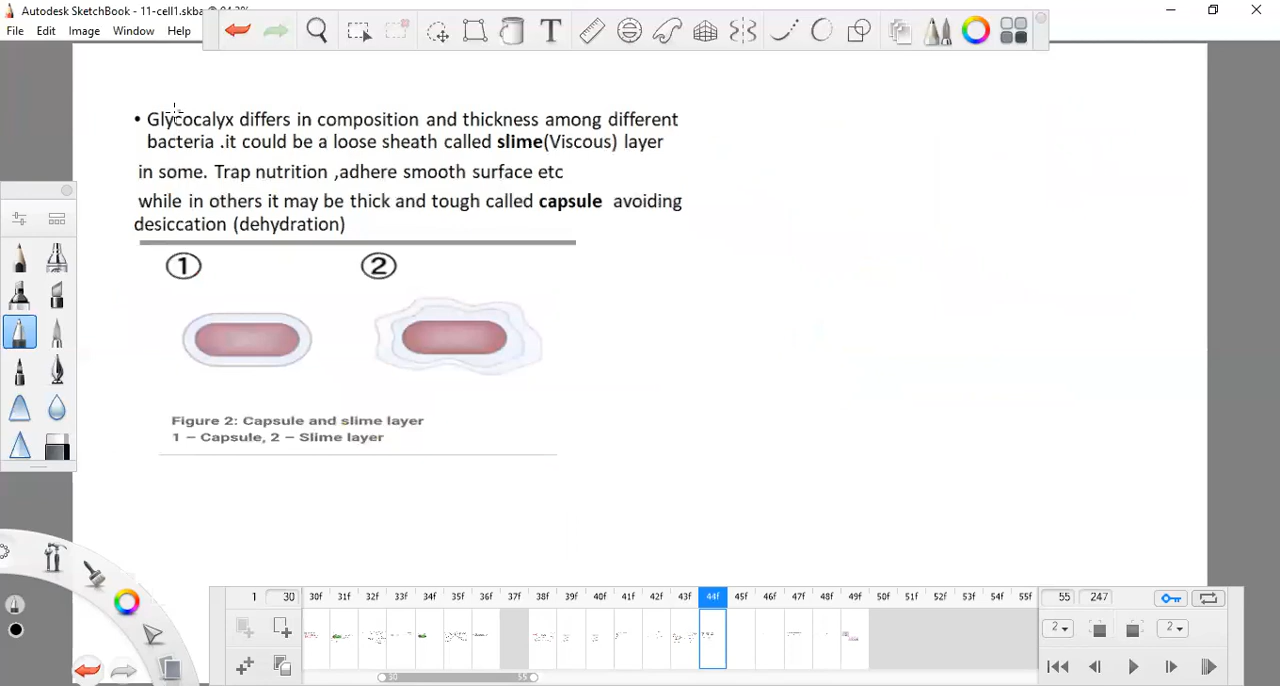 Autodesk SketchBook - 11-cell1.skba
File Edit Image Window Help
• Glycocalyx differs in composition and thickness among different
bacteria .it could be a loose sheath called slime(Viscous) layer
in some. Trap nutrition ,adhere smooth surface etc
while in others it may be thick and tough called capsule avoiding
desiccation (dehydration)
1 2
Figure 2: Capsule and slime layer
1 – Capsule, 2 – Slime layer
1 30 30f 31f 32f 33f 34f 35f 36f 37f 38f 39f 40f 41f 42f 43f 44f 45f 46f 47f 48f 49f 50f 51f 52f 53f 54f 55f 55 247
2 2
30 55